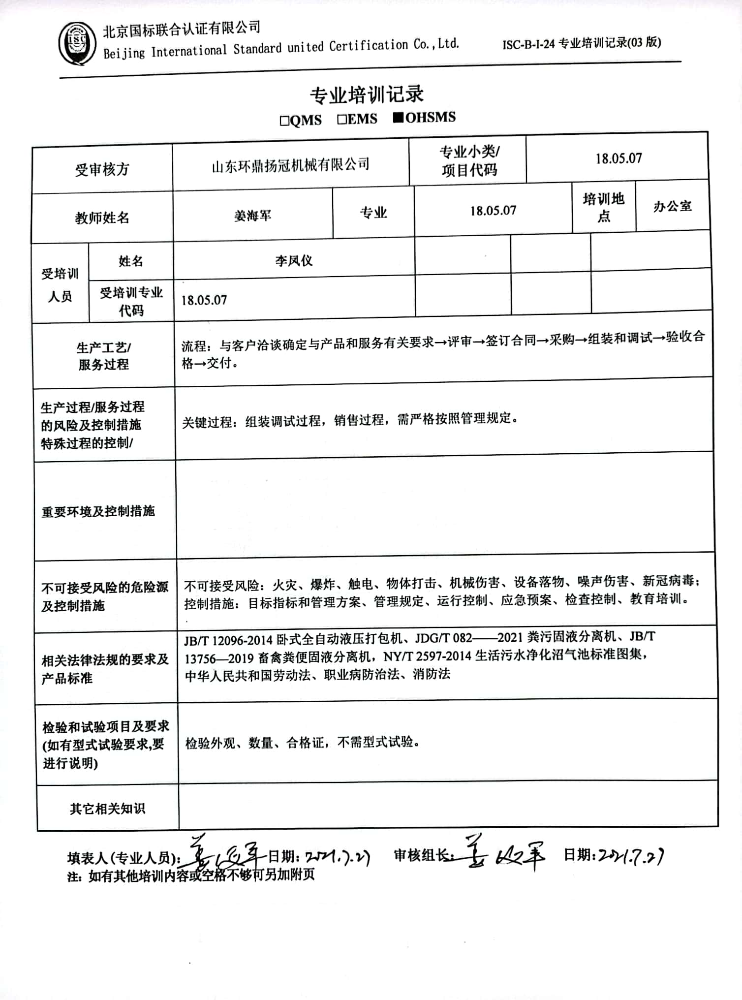 ISC
北京国标联合认证有限公司
Beijing International Standard united Certification Co.,Ltd.
ISC-B-I-24 专业培训记录(03 版)
专业培训记录
□QMS □EMS ■OHSMS
受审核方
山东环鼎扬冠机械有限公司
专业小类/
项目代码
18.05.07
教师姓名
姜海军
专业
18.05.07
培训地
点
办公室
受培训
人员
姓名
李凤仪
受培训专业
代码
18.05.07
生产工艺/
服务过程
流程：与客户洽谈确定与产品和服务有关要求→评审→签订合同→采购→组装和调试→验收合
格→交付。
生产过程/服务过程
的风险及控制措施
特殊过程的控制/
关键过程：组装调试过程，销售过程，需严格按照管理规定。
重要环境及控制措施
不可接受风险的危险源
及控制措施
不可接受风险：火灾、爆炸、触电、物体打击、机械伤害、设备落物、噪声伤害、新冠病毒；
控制措施：目标指标和管理方案、管理规定、运行控制、应急预案、检查控制、教育培训。
相关法律法规的要求及
产品标准
JB/T 12096-2014 卧式全自动液压打包机、JDG/T 082——2021 粪污固液分离机、JB/T
13756—2019 畜禽粪便固液分离机，NY/T 2597-2014 生活污水净化沼气池标准图集，
中华人民共和国劳动法、职业病防治法、消防法
检验和试验项目及要求
(如有型式试验要求,要
进行说明)
检验外观、数量、合格证，不需型式试验。
其它相关知识
填表人(专业人员)：姜海军 日期：2021.7.27 审核组长：姜海军 日期：2021.7.27
注：如有其他培训内容或空格不够可另加附页